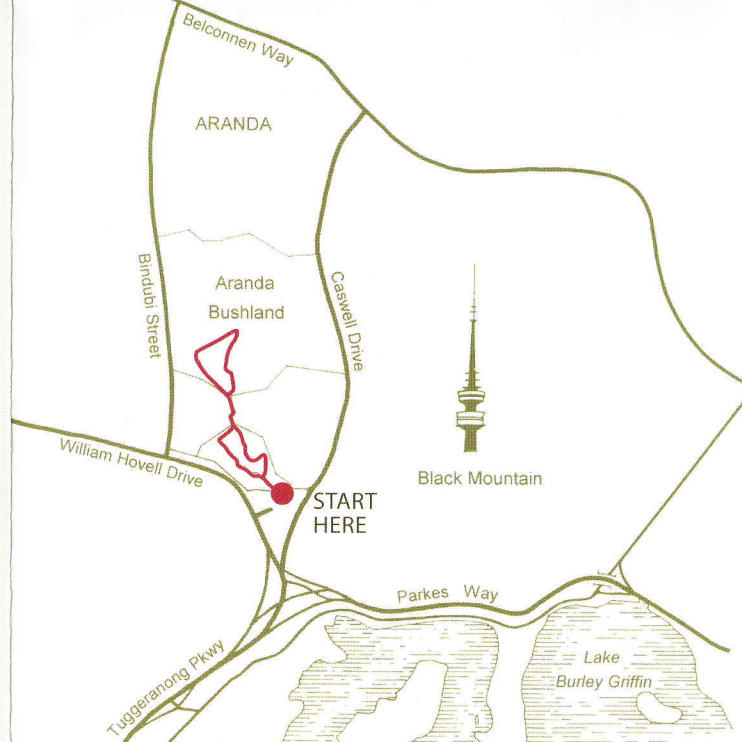 Belconnen Way
ARANDA
Bindubi Street
Aranda
Bushland
Caswell Drive
William Hovell Drive
Black Mountain
START
HERE
Parkes Way
Tuggeranong Pkwy
Lake
Burley Griffin